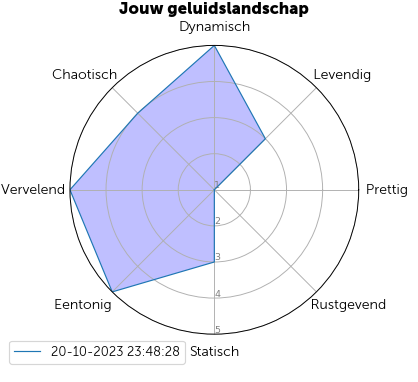 Jouw geluidslandschap
Dynamisch
Chaotisch
Levendig
Vervelend
1
Prettig
2
3
4
5
Eentonig
Rustgevend
20-10-2023 23:48:28
Statisch